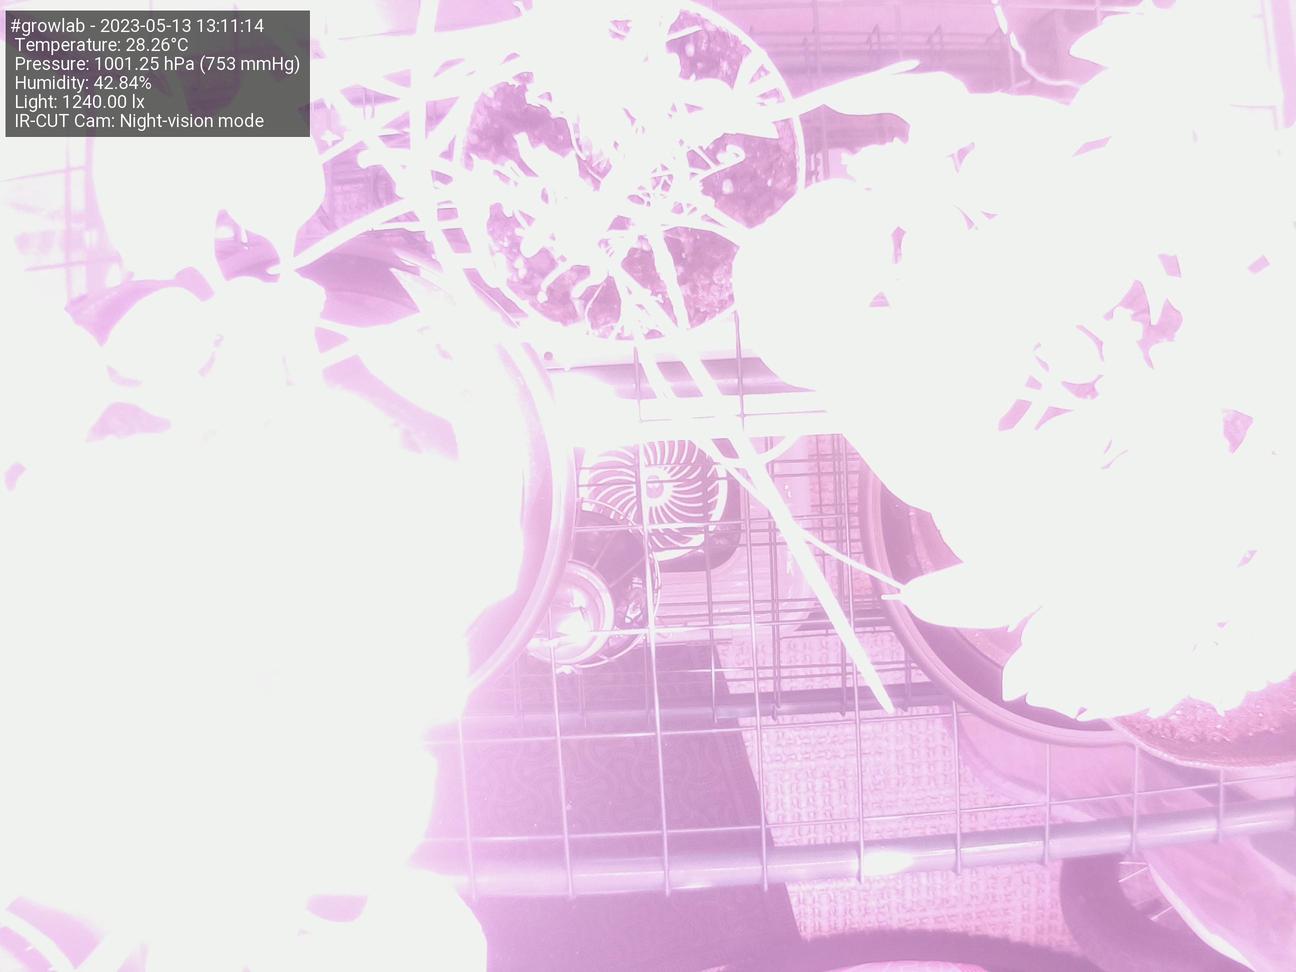 #growlab - 2023-05-13 13:11:14
Temperature: 28.26°C
Pressure: 1001.25 hPa (753 mmHg)
Humidity: 42.84%
Light: 1240.00 lx
IR-CUT Cam: Night-vision mode